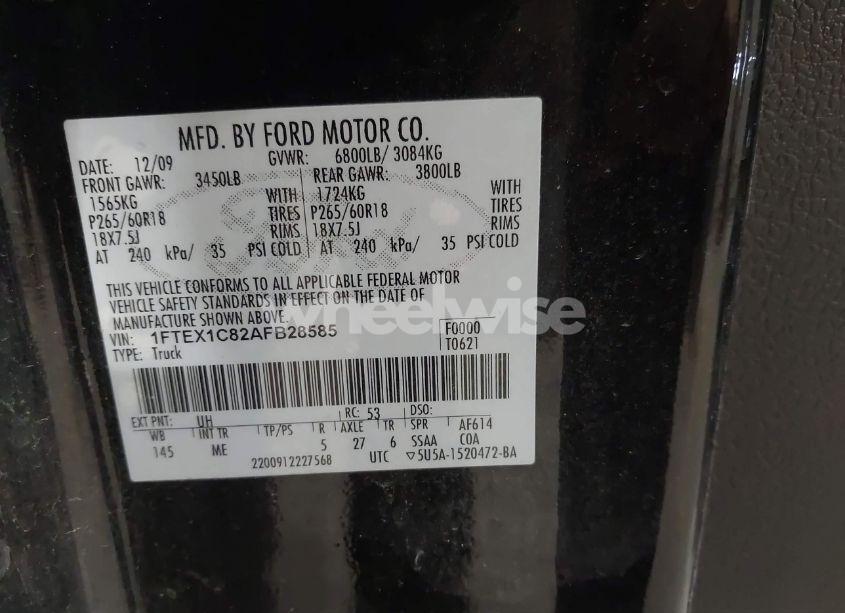 MFD. BY FORD MOTOR CO.
DATE: 12/09 GVWR: 6800LB/ 3084KG
FRONT GAWR: 3450LB REAR GAWR: 3800LB
1565KG WITH 1724KG WITH
P265/60R18 TIRES P265/60R18 TIRES
18X7.5J RIMS 18X7.5J RIMS
AT 240 kPa/ 35 PSI COLD AT 240 kPa/ 35 PSI COLD
Ford
THIS VEHICLE CONFORMS TO ALL APPLICABLE FEDERAL MOTOR
VEHICLE SAFETY STANDARDS IN EFFECT ON THE DATE OF
MANUFACTURE SHOWN ABOVE.
VIN: 1FTEX1C82AFB28585 F0000
TYPE: Truck T0621
wheelwise
EXT PNT: UH RC: 53 DSO:
WB INT TR TP/PS R AXLE TR SPR AF614
145 ME 5 27 6 SSAA COA
2200912227568 UTC ▽5U5A-1520472-BA